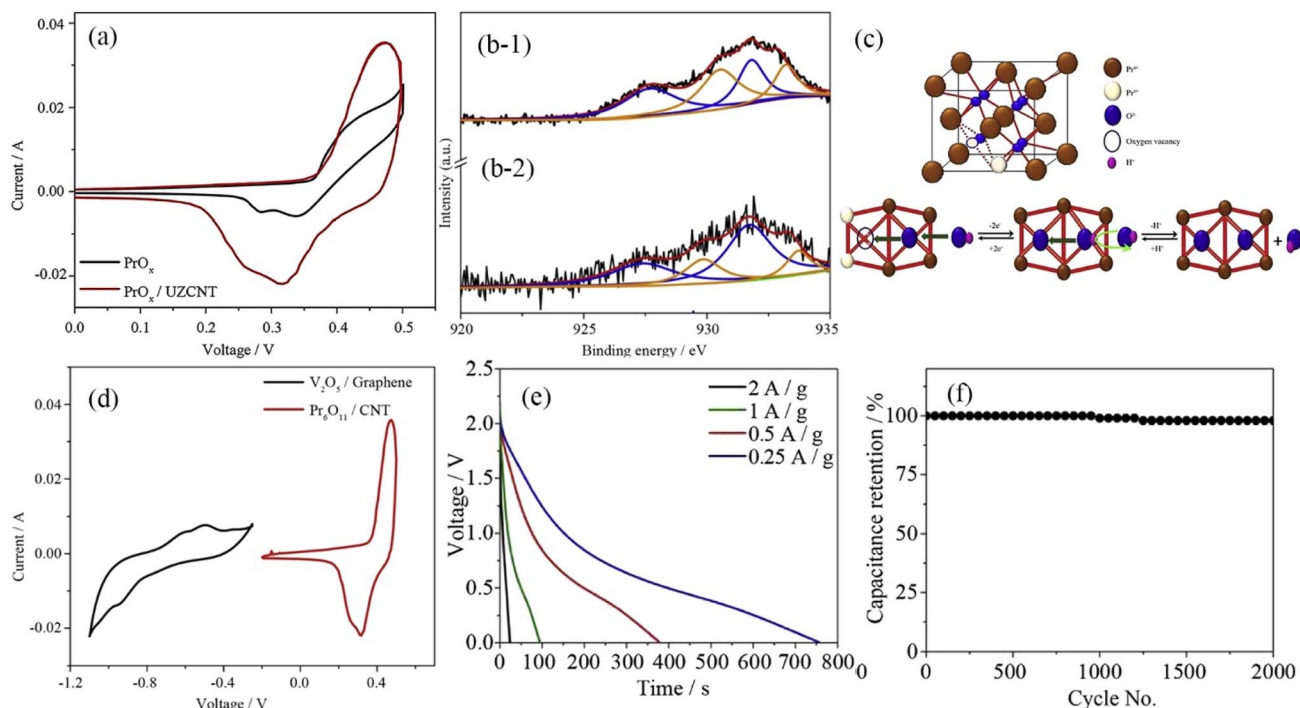 (a)
Current / A
0.04
0.02
0.00
-0.02
0.0 0.1 0.2 0.3 0.4 0.5
Voltage / V
PrOₓ
PrOₓ / UZCNT
(b-1)
(b-2)
Intensity (a.u.)
920 925 930 935
Binding energy / eV
(c)
Pr⁴⁺
Pr³⁺
O²⁻
Oxygen vacancy
H⁺
-2e⁻
+2e⁻
-H⁺
+H⁺
+
(d)
V₂O₅ / Graphene
Pr₆O₁₁ / CNT
Current / A
0.04
0.02
0.00
-0.02
-1.2 -0.8 -0.4 0.0 0.4
Voltage / V
(e)
2 A / g
1 A / g
0.5 A / g
0.25 A / g
Voltage / V
2.5
2.0
1.5
1.0
0.5
0.0
0 100 200 300 400 500 600 700 800
Time / s
(f)
Capacitance retention / %
100
75
50
25
0
0 500 1000 1500 2000
Cycle No.